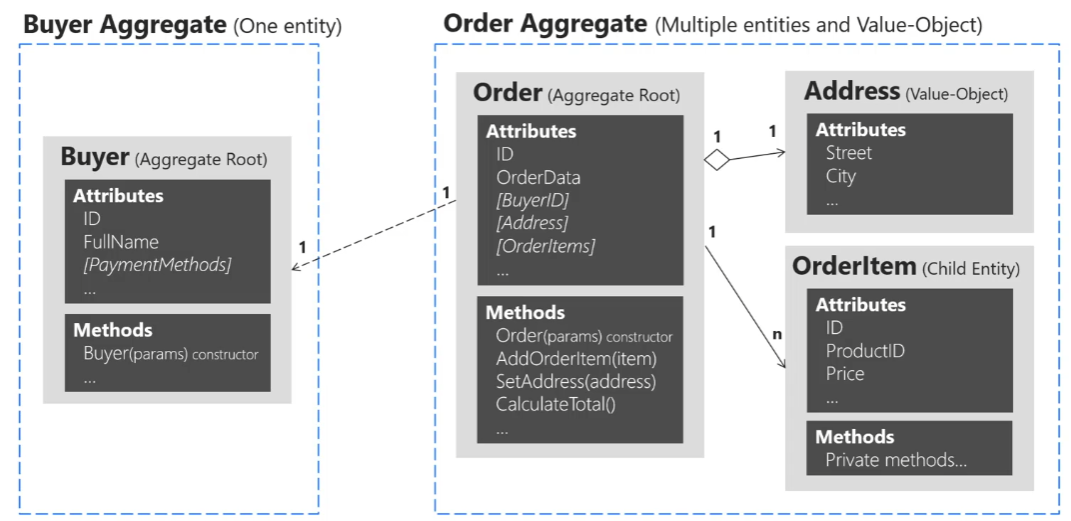 Buyer Aggregate (One entity)
Buyer (Aggregate Root)
Attributes
ID
FullName
[PaymentMethods]
...
Methods
Buyer(params) constructor
...
1
1
Order Aggregate (Multiple entities and Value-Object)
Order (Aggregate Root)
Attributes
ID
OrderData
[BuyerID]
[Address]
[OrderItems]
...
Methods
Order(params) constructor
AddOrderItem(item)
SetAddress(address)
CalculateTotal()
...
1
1
1
n
Address (Value-Object)
Attributes
Street
City
...
OrderItem (Child Entity)
Attributes
ID
ProductID
Price
...
Methods
Private methods...